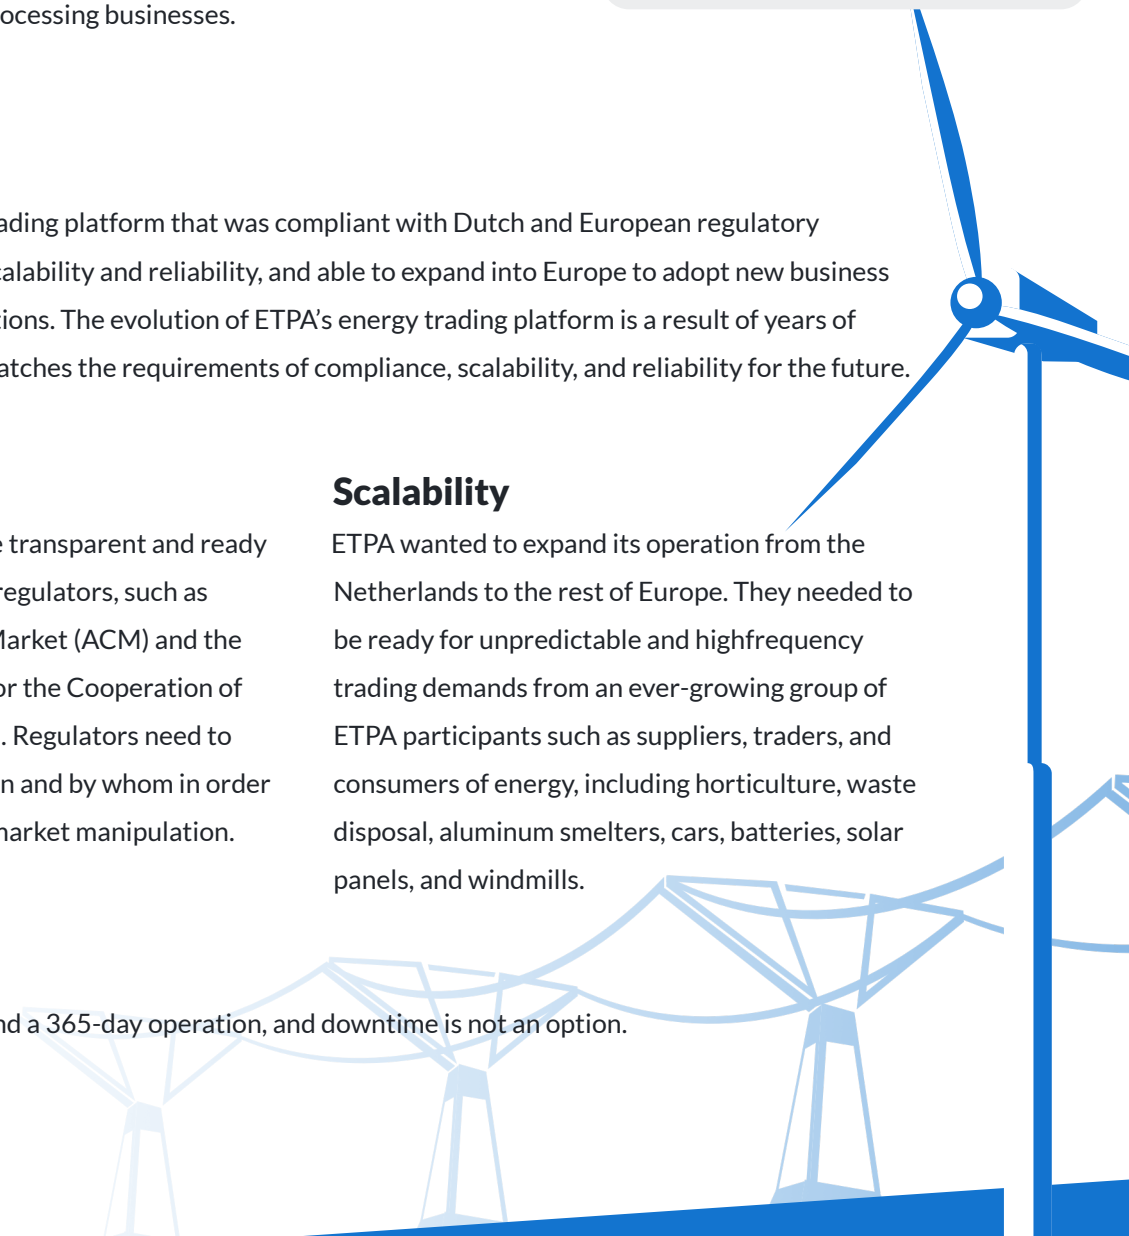 ocessing businesses.
ading platform that was compliant with Dutch and European regulatory
calability and reliability, and able to expand into Europe to adopt new business
tions. The evolution of ETPA’s energy trading platform is a result of years of
atches the requirements of compliance, scalability, and reliability for the future.
e transparent and ready
regulators, such as
Market (ACM) and the
or the Cooperation of
. Regulators need to
n and by whom in order
market manipulation.
Scalability
ETPA wanted to expand its operation from the
Netherlands to the rest of Europe. They needed to
be ready for unpredictable and highfrequency
trading demands from an ever-growing group of
ETPA participants such as suppliers, traders, and
consumers of energy, including horticulture, waste
disposal, aluminum smelters, cars, batteries, solar
panels, and windmills.
nd a 365-day operation, and downtime is not an option.